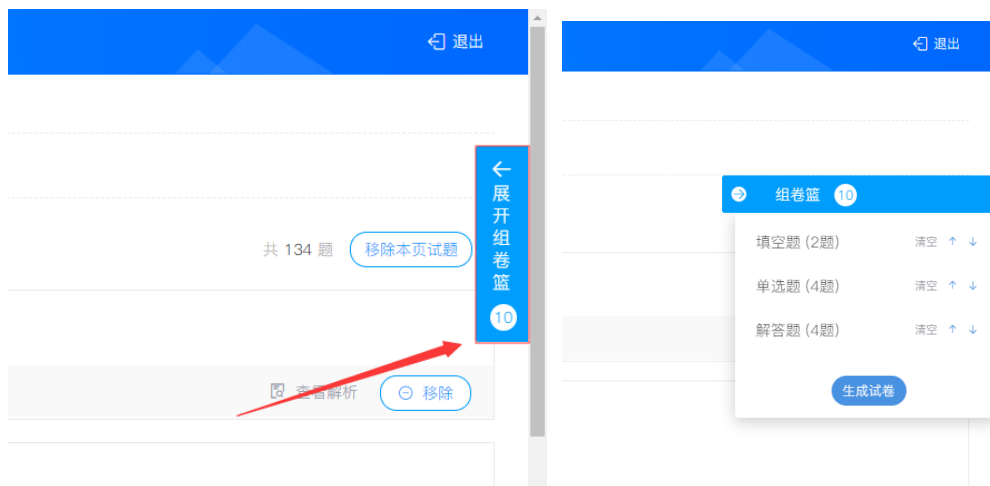 退出
展开组卷篮
10
共 134 题 移除本页试题
查看解析 移除
退出
组卷篮 10
填空题 (2题) 清空
单选题 (4题) 清空
解答题 (4题) 清空
生成试卷